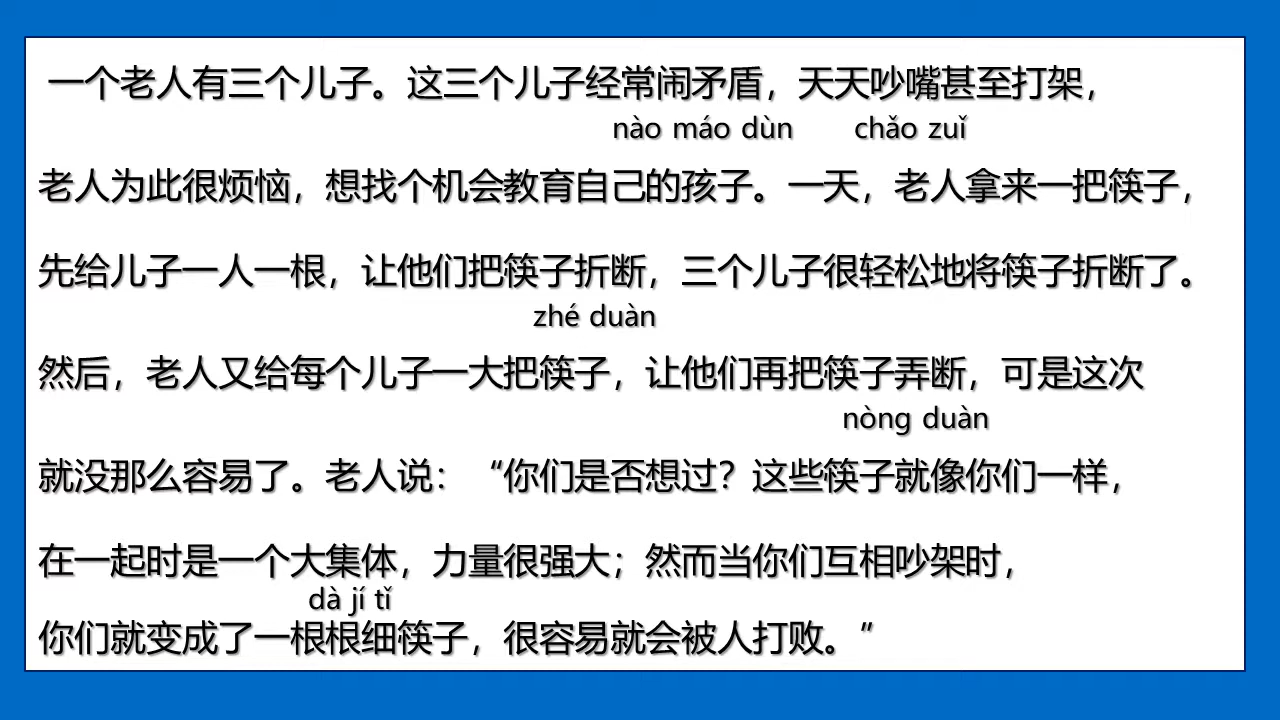 一个老人有三个儿子。这三个儿子经常闹矛盾，天天吵嘴甚至打架，
nào máo dùn chǎo zuǐ
老人为此很烦恼，想找个机会教育自己的孩子。一天，老人拿来一把筷子，
先给儿子一人一根，让他们把筷子折断，三个儿子很轻松地将筷子折断了。
zhé duàn
然后，老人又给每个儿子一大把筷子，让他们再把筷子弄断，可是这次
nòng duàn
就没那么容易了。老人说：“你们是否想过？这些筷子就像你们一样，
在一起时是一个大集体，力量很强大；然而当你们互相吵架时，
dà jí tǐ
你们就变成了一根根细筷子，很容易就会被人打败。”